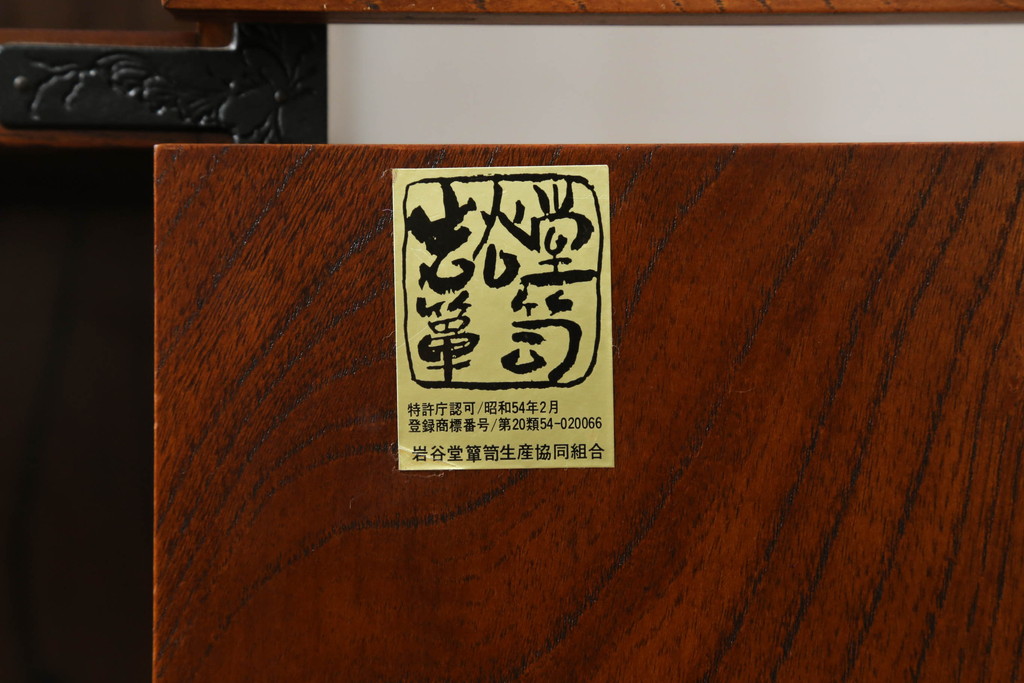 岩谷堂
簞笥
特許庁認可/昭和54年2月
登録商標番号/第20類54-020066
岩谷堂簞笥生産協同組合